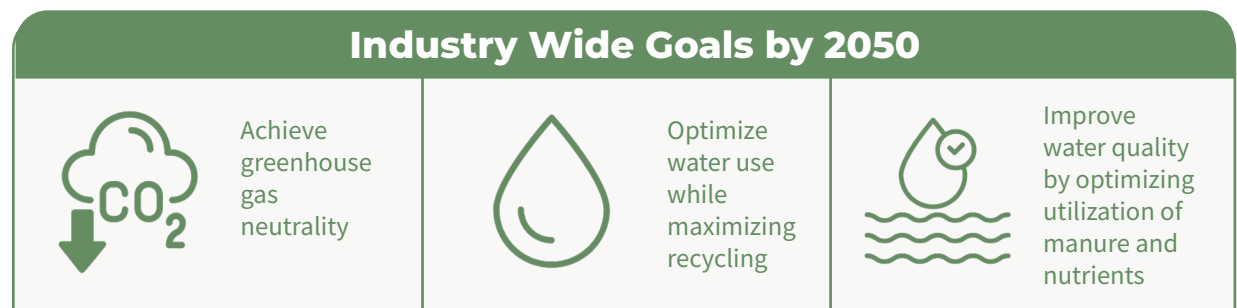 Industry Wide Goals by 2050
CO2
Achieve
greenhouse
gas
neutrality
Optimize
water use
while
maximizing
recycling
Improve
water quality
by optimizing
utilization of
manure and
nutrients